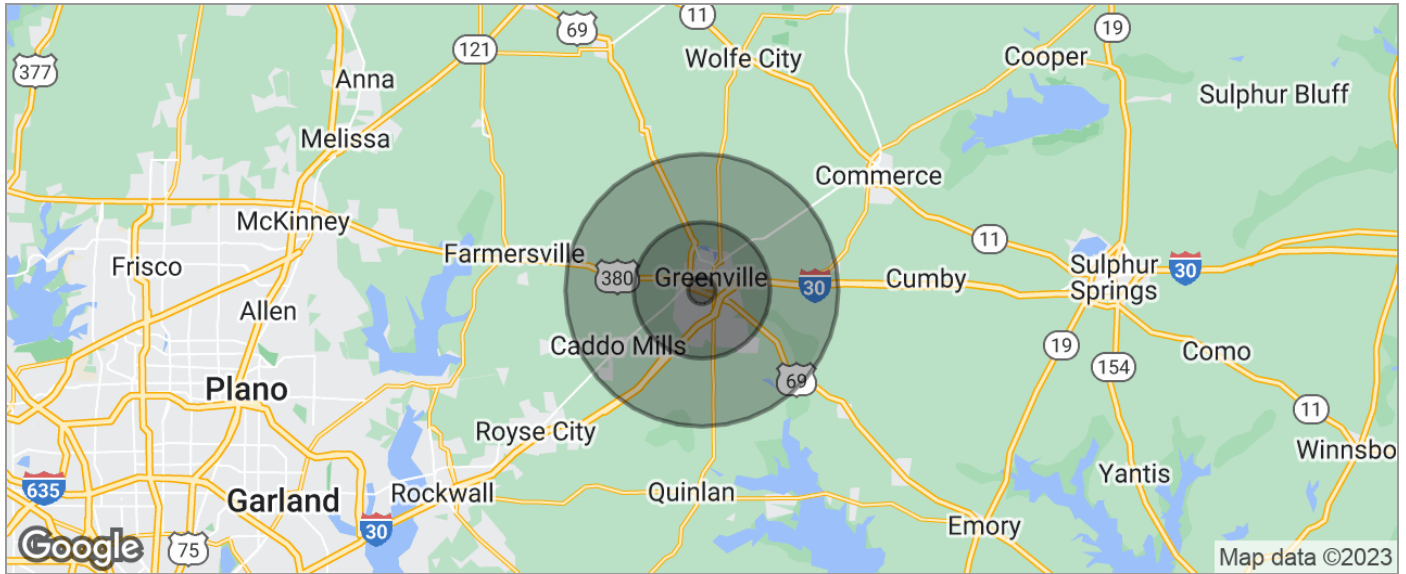 11
69
121
19
377
Wolfe City
Cooper
Anna
Sulphur Bluff
Melissa
Commerce
McKinney
11
Farmersville
Frisco
380
Greenville
30
Cumby
Sulphur
Springs
30
Allen
Caddo Mills
19
Como
154
Plano
69
11
Royse City
Winnsbo
Yantis
635
Garland
Rockwall
Quinlan
30
Emory
Google
75
Map data ©2023